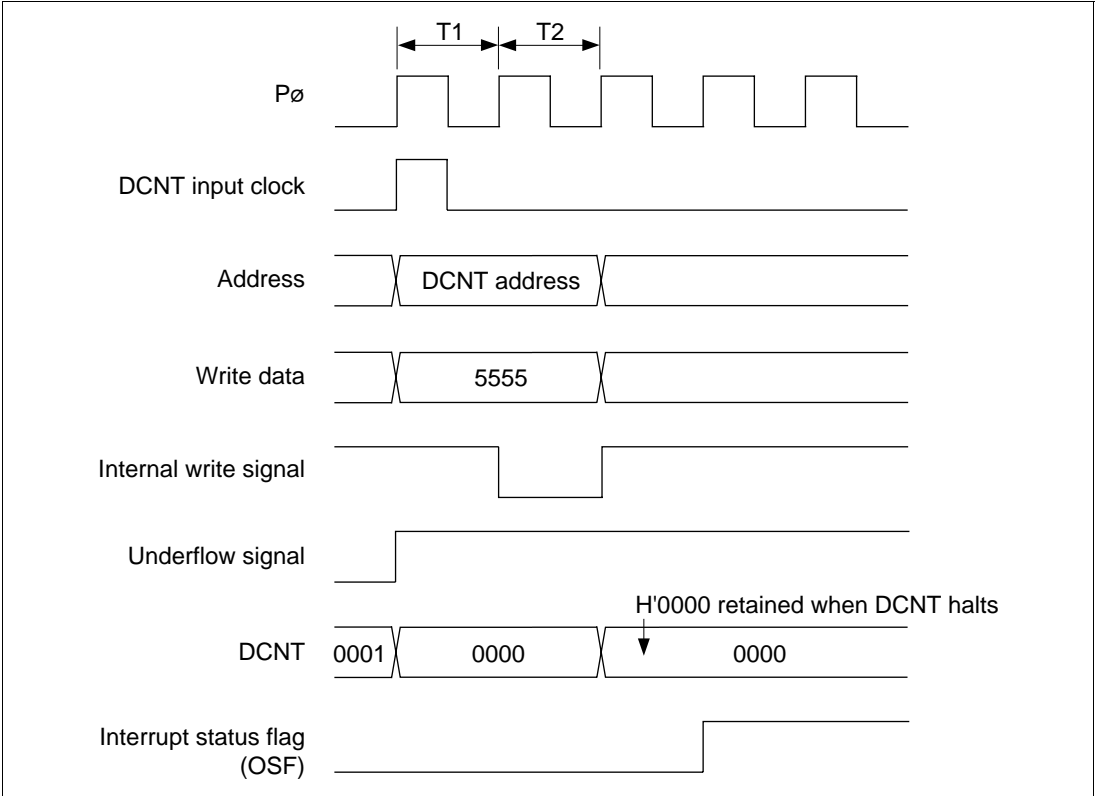 T1 T2
Pø
DCNT input clock
Address DCNT address
Write data 5555
Internal write signal
Underflow signal
H'0000 retained when DCNT halts
DCNT 0001 0000 0000
Interrupt status flag
(OSF)